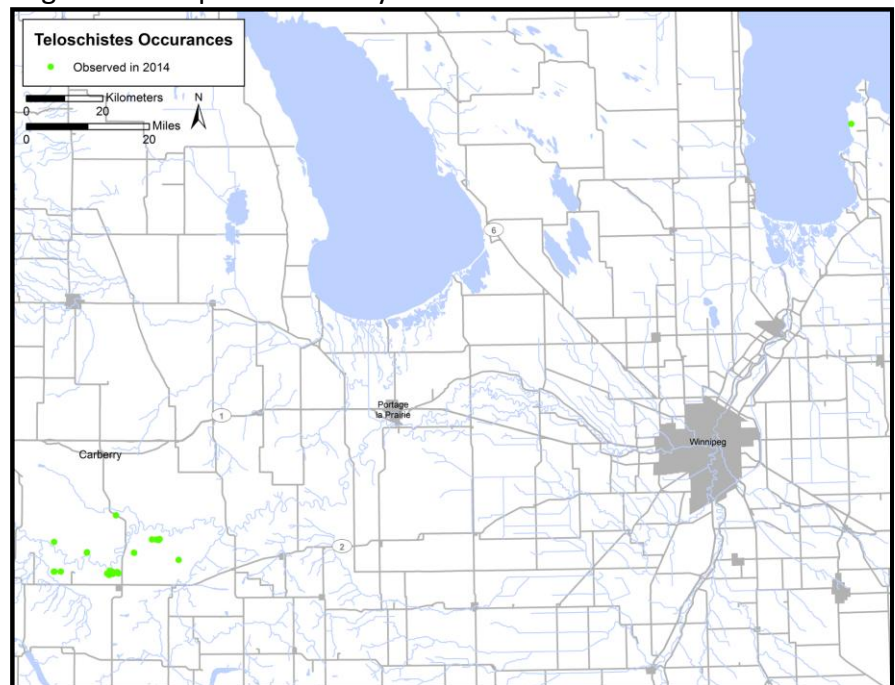 Teloschistes Occurances
Observed in 2014
Kilometers
0 20
N
Miles
0 20
6
1
Portage
la Prairie
Winnipeg
Carberry
2